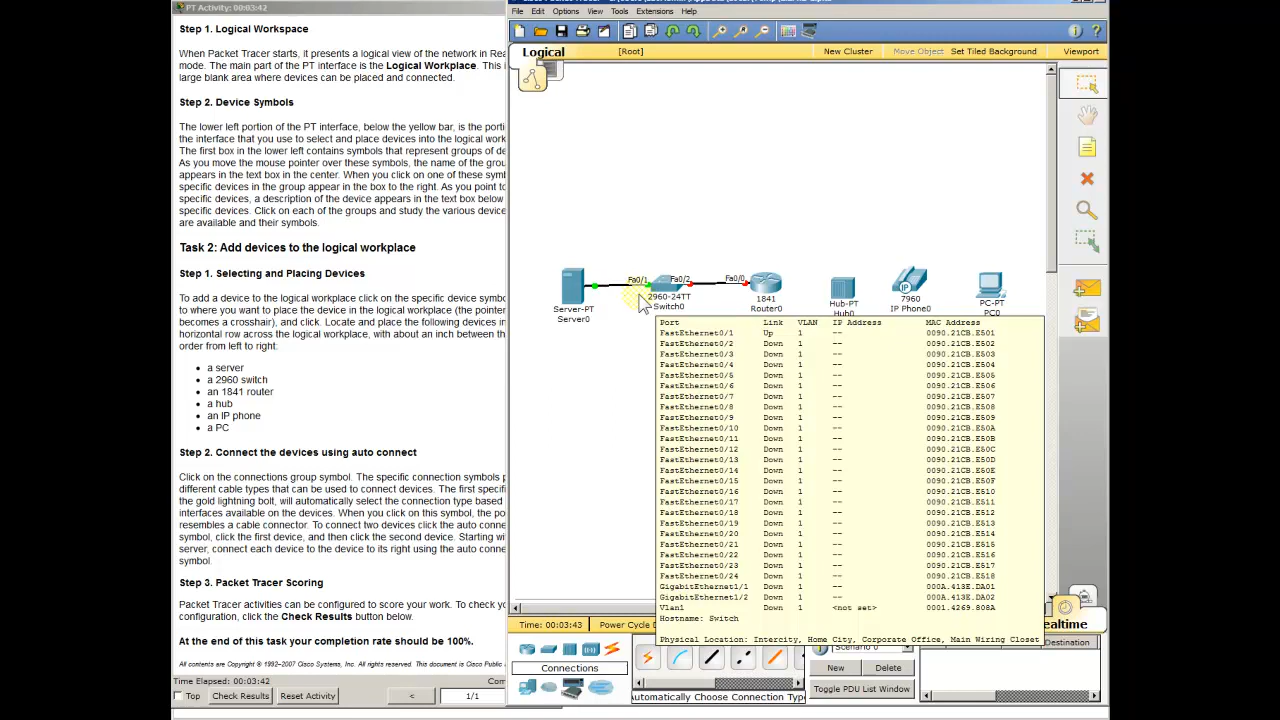 PT Activity: 00:03:42
Step 1. Logical Workspace
When Packet Tracer starts, it presents a logical view of the network in Rea
mode. The main part of the PT interface is the Logical Workplace. This i
large blank area where devices can be placed and connected.
Step 2. Device Symbols
The lower left portion of the PT interface, below the yellow bar, is the porti
the interface that you use to select and place devices into the logical work
The first box in the lower left contains symbols that represent groups of de
As you move the mouse pointer over these symbols, the name of the grou
appears in the text box in the center. When you click on one of these symb
specific devices in the group appear in the box to the right. As you point to
specific devices, a description of the device appears in the text box below
specific devices. Click on each of the groups and study the various device
are available and their symbols.
Task 2: Add devices to the logical workplace
Step 1. Selecting and Placing Devices
To add a device to the logical workplace click on the specific device symbo
to where you want to place the device in the logical workplace (the pointer
becomes a crosshair), and click. Locate and place the following devices in
horizontal row across the logical workplace, with about an inch between th
order from left to right:
a server
a 2960 switch
an 1841 router
a hub
an IP phone
a PC
Step 2. Connect the devices using auto connect
Click on the connections group symbol. The specific connection symbols p
different cable types that can be used to connect devices. The first specif
the gold lightning bolt, will automatically select the connection type based
interfaces available on the devices. When you click on this symbol, the po
resembles a cable connector. To connect two devices click the auto conne
symbol, click the first device, and then click the second device. Starting wi
server, connect each device to the device to its right using the auto conne
symbol.
Step 3. Packet Tracer Scoring
Packet Tracer activities can be configured to score your work. To check yo
configuration, click the Check Results button below.
At the end of this task your completion rate should be 100%.
All contents are Copyright © 1992–2007 Cisco Systems, Inc. All rights reserved. This document is Cisco Public
Time Elapsed: 00:03:42 Com
Top Check Results Reset Activity < 1/1
File Edit Options View Tools Extensions Help
Logical [Root] New Cluster Move Object Set Tiled Background Viewport
Fa0/1 Fa0/2 Fa0/0
Server-PT
Server0
2960-24TT
Switch0
1841
Router0
Hub-PT
Hub0
7960
IP Phone0
PC-PT
PC0
Port Link VLAN IP Address MAC Address
FastEthernet0/1 Up 1 -- 0090.21CB.E501
FastEthernet0/2 Down 1 -- 0090.21CB.E502
FastEthernet0/3 Down 1 -- 0090.21CB.E503
FastEthernet0/4 Down 1 -- 0090.21CB.E504
FastEthernet0/5 Down 1 -- 0090.21CB.E505
FastEthernet0/6 Down 1 -- 0090.21CB.E506
FastEthernet0/7 Down 1 -- 0090.21CB.E507
FastEthernet0/8 Down 1 -- 0090.21CB.E508
FastEthernet0/9 Down 1 -- 0090.21CB.E509
FastEthernet0/10 Down 1 -- 0090.21CB.E50A
FastEthernet0/11 Down 1 -- 0090.21CB.E50B
FastEthernet0/12 Down 1 -- 0090.21CB.E50C
FastEthernet0/13 Down 1 -- 0090.21CB.E50D
FastEthernet0/14 Down 1 -- 0090.21CB.E50E
FastEthernet0/15 Down 1 -- 0090.21CB.E50F
FastEthernet0/16 Down 1 -- 0090.21CB.E510
FastEthernet0/17 Down 1 -- 0090.21CB.E511
FastEthernet0/18 Down 1 -- 0090.21CB.E512
FastEthernet0/19 Down 1 -- 0090.21CB.E513
FastEthernet0/20 Down 1 -- 0090.21CB.E514
FastEthernet0/21 Down 1 -- 0090.21CB.E515
FastEthernet0/22 Down 1 -- 0090.21CB.E516
FastEthernet0/23 Down 1 -- 0090.21CB.E517
FastEthernet0/24 Down 1 -- 0090.21CB.E518
GigabitEthernet1/1 Down 1 -- 000A.413E.DA01
GigabitEthernet1/2 Down 1 -- 000A.413E.DA02
Vlan1 Down 1 <not set> 0001.4269.808A
Hostname: Switch
Physical Location: Intercity, Home City, Corporate Office, Main Wiring Closet
Time: 00:03:43 Power Cycle D ealtime
Connections
Automatically Choose Connection Type
Scenario 0
New Delete
Toggle PDU List Window
Destination